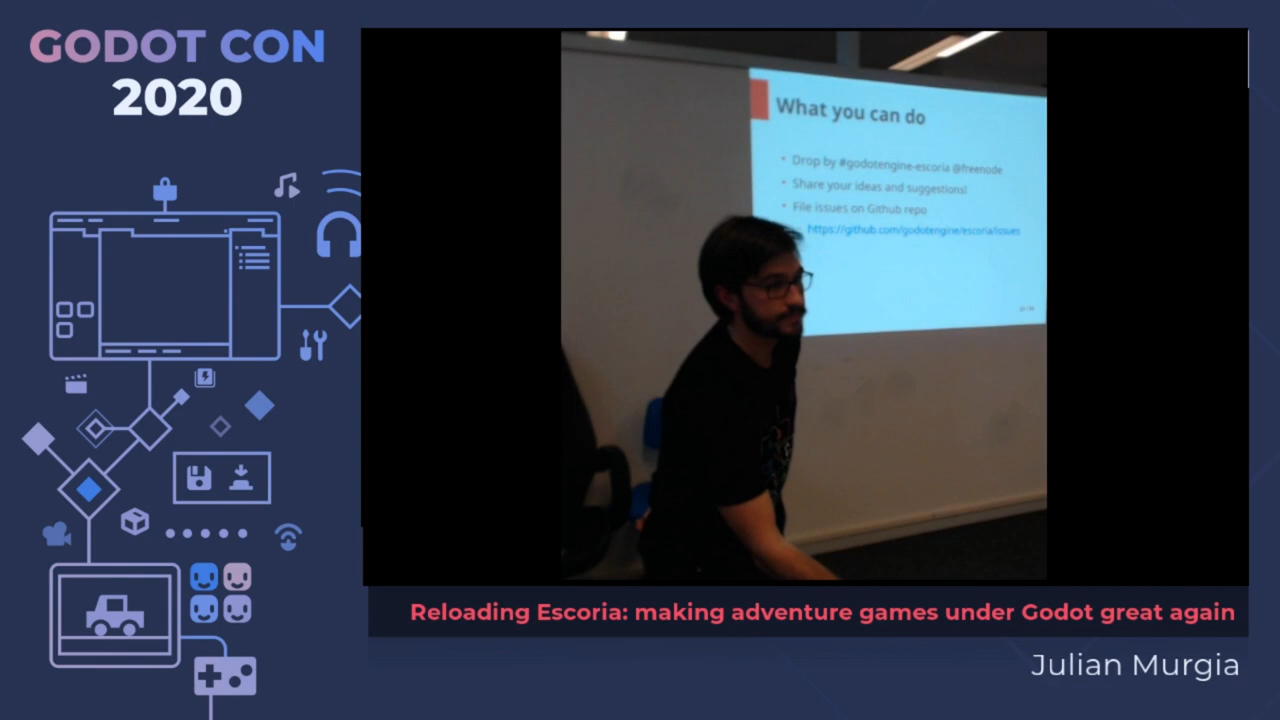 GODOT CON
2020
What you can do
• Drop by #godotengine-escoria @freenode
• Share your ideas and suggestions!
• File issues on Github repo
https://github.com/godotengine/escoria/issues
Reloading Escoria: making adventure games under Godot great again
Julian Murgia